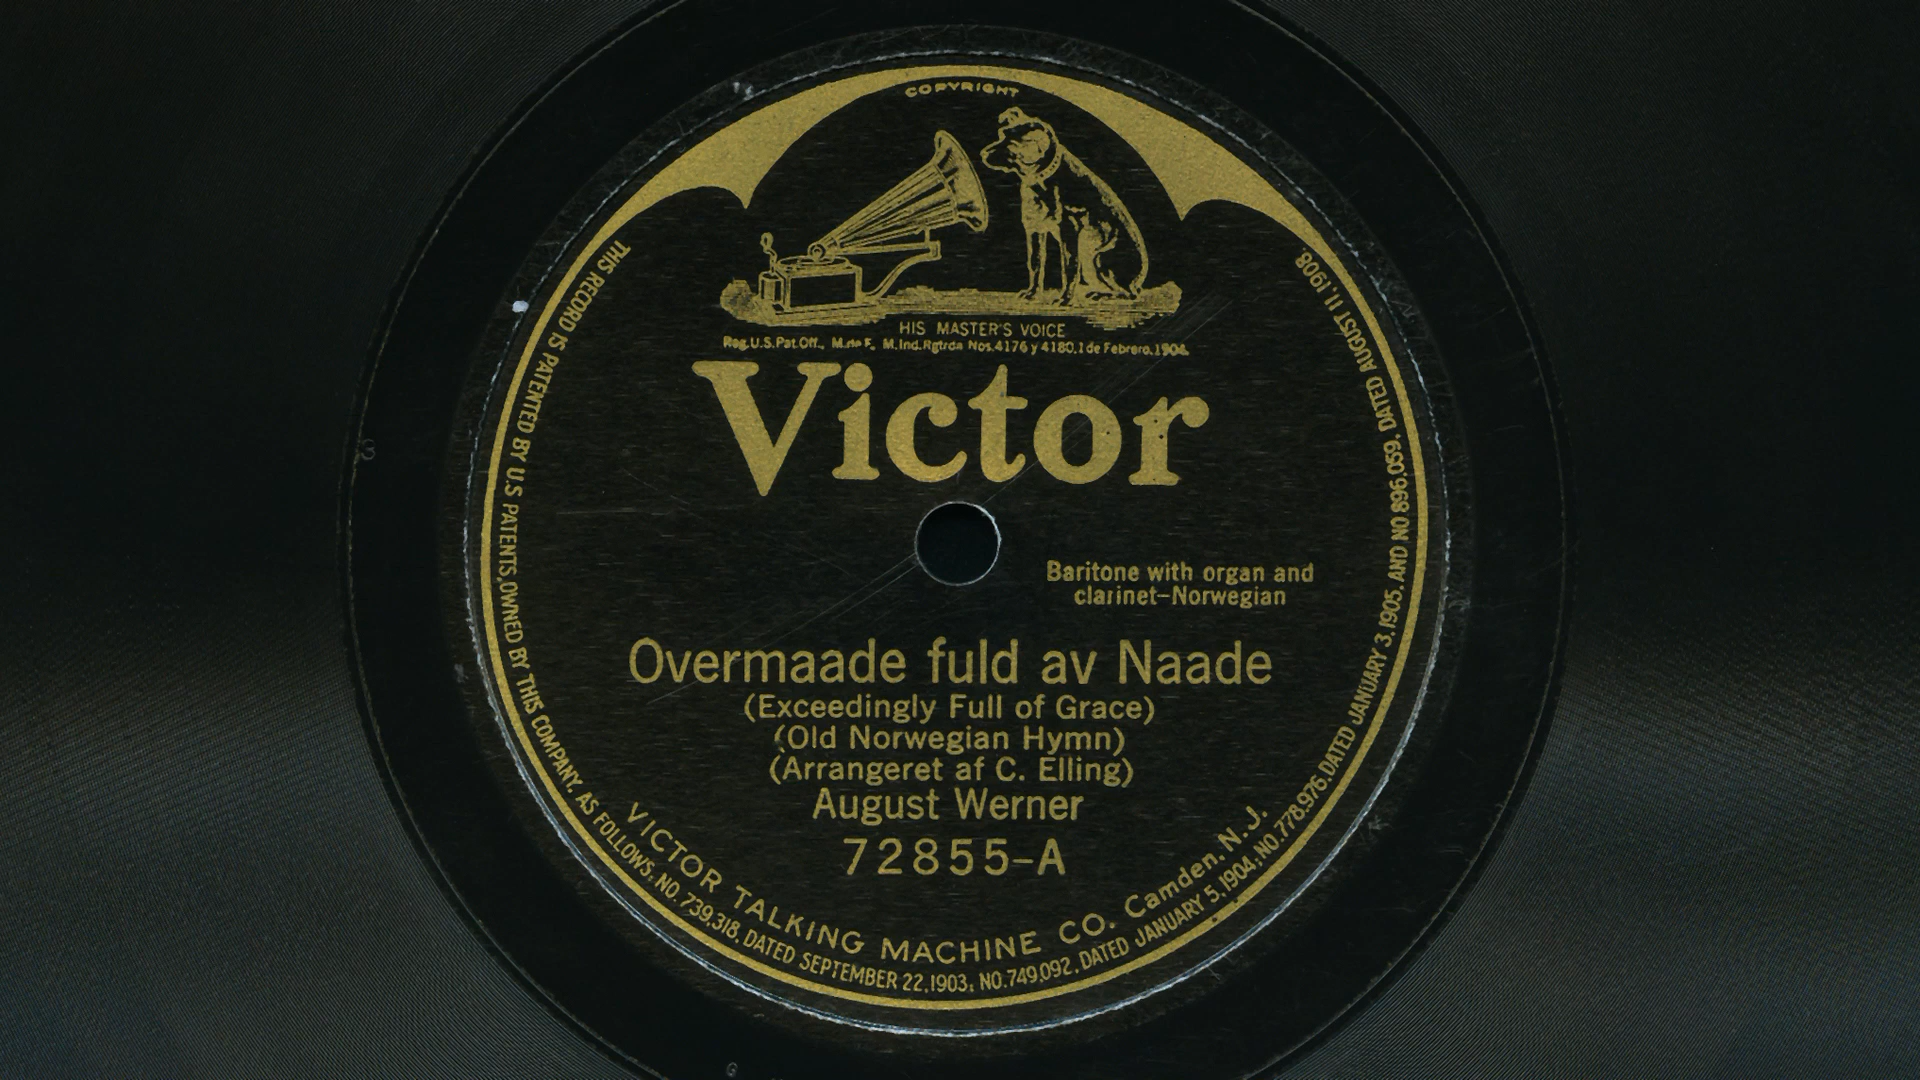 COPYRIGHT
HIS MASTER'S VOICE
Reg.U.S.Pat.Off., M.de F. M.Ind.Rgtrda Nos.4176 y 4180.1 de Febrero.1904.
Victor
Baritone with organ and
clarinet–Norwegian
Overmaade fuld av Naade
(Exceedingly Full of Grace)
(Old Norwegian Hymn)
(Arrangeret af C. Elling)
August Werner
72855–A
VICTOR TALKING MACHINE CO. Camden. N.J.
THIS RECORD IS PATENTED BY U.S PATENTS,OWNED BY THIS COMPANY, AS FOLLOWS: NO. 739,318, DATED SEPTEMBER 22,1903; NO.749,092, DATED JANUARY 5,1904;NO.778,976,DATED JANUARY 3,1905, AND NO 896,059, DATED AUGUST 11,1908.